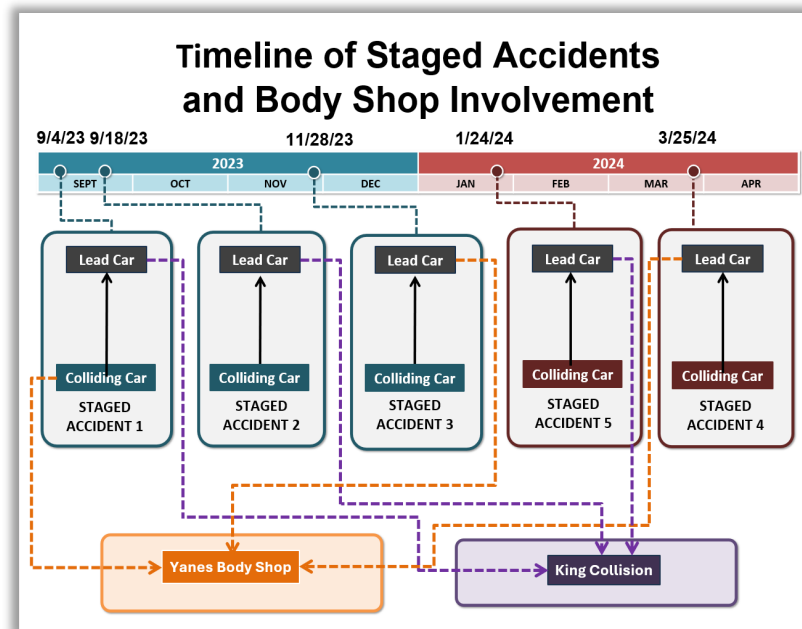 Timeline of Staged Accidents
and Body Shop Involvement
9/4/23 9/18/23 11/28/23 1/24/24 3/25/24
2023 2024
SEPT OCT NOV DEC JAN FEB MAR APR
Lead Car Lead Car Lead Car Lead Car Lead Car
Colliding Car Colliding Car Colliding Car Colliding Car Colliding Car
STAGED STAGED STAGED STAGED STAGED
ACCIDENT 1 ACCIDENT 2 ACCIDENT 3 ACCIDENT 5 ACCIDENT 4
Yanes Body Shop King Collision